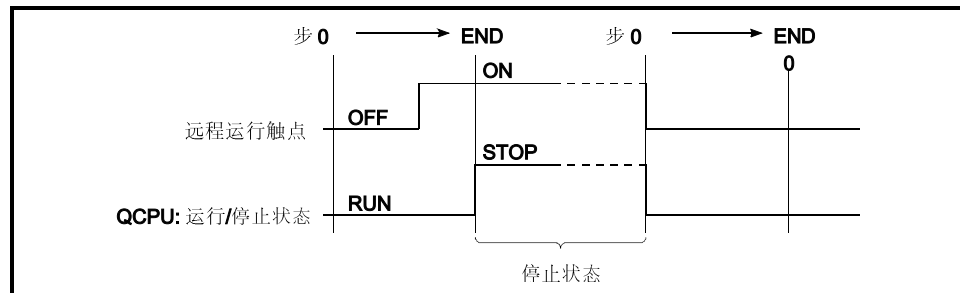 步 0 END 步 0 END
0
ON
远程运行触点 OFF
STOP
QCPU: 运行/停止状态 RUN
停止状态